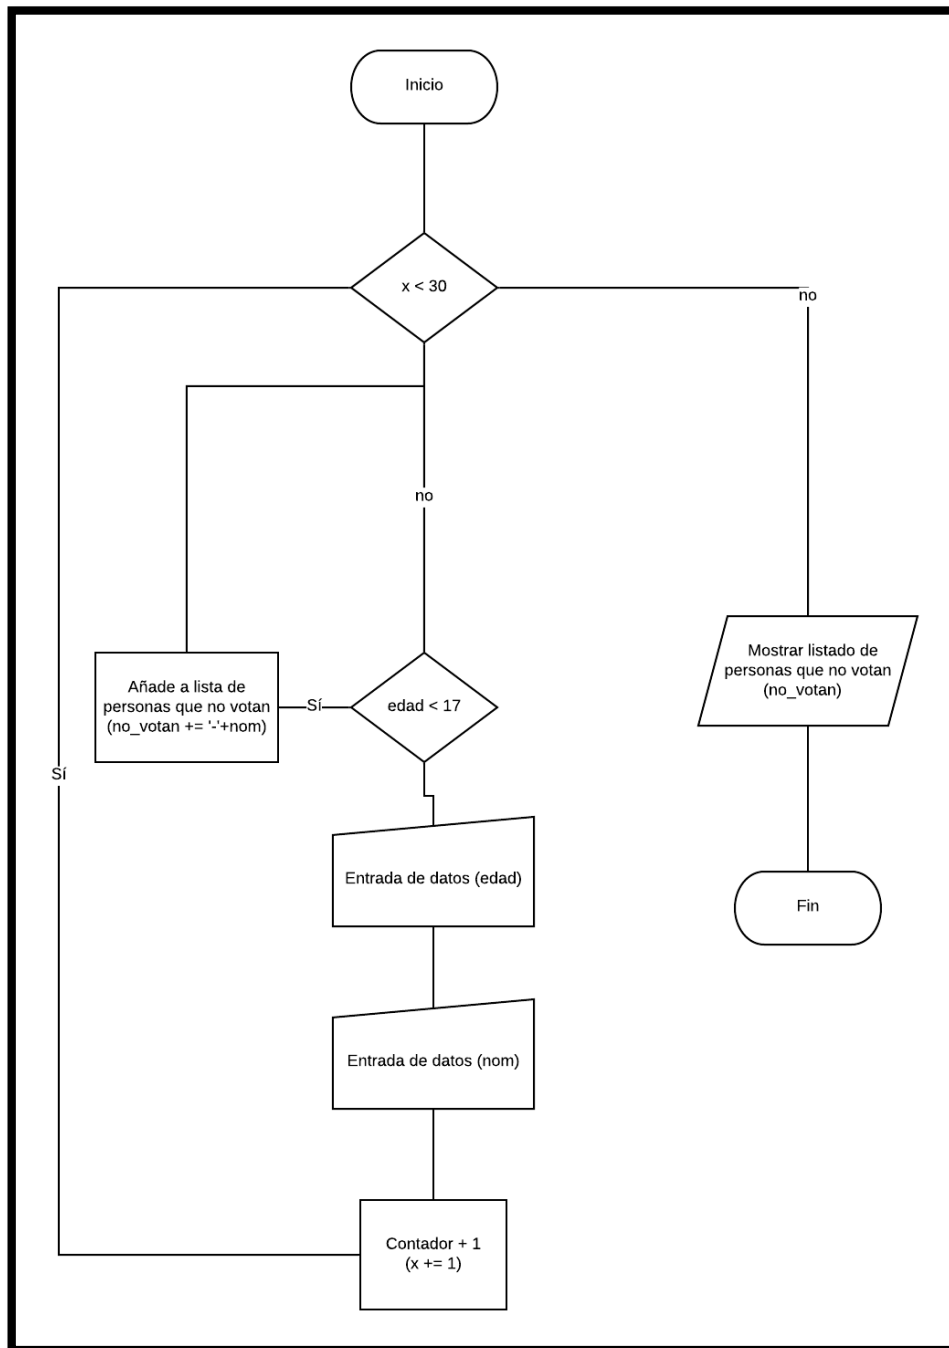 Inicio
x < 30
no
no
Añade a lista de
personas que no votan
(no_votan += '-'+nom)
Sí
edad < 17
Mostrar listado de
personas que no votan
(no_votan)
Sí
Entrada de datos (edad)
Fin
Entrada de datos (nom)
Contador + 1
(x += 1)